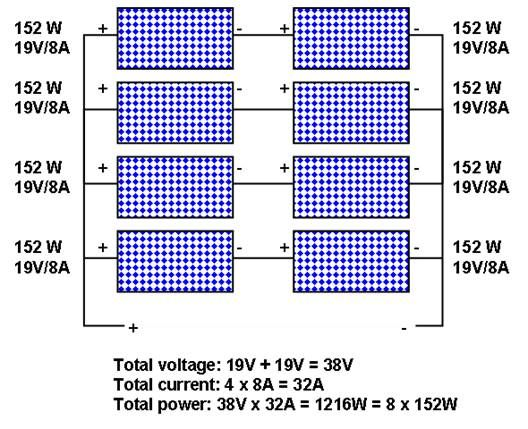 152 W + - + - 152 W
19V/8A 19V/8A
152 W + - + - 152 W
19V/8A 19V/8A
152 W + - + - 152 W
19V/8A 19V/8A
152 W + - + - 152 W
19V/8A 19V/8A
+ -
Total voltage: 19V + 19V = 38V
Total current: 4 x 8A = 32A
Total power: 38V x 32A = 1216W = 8 x 152W